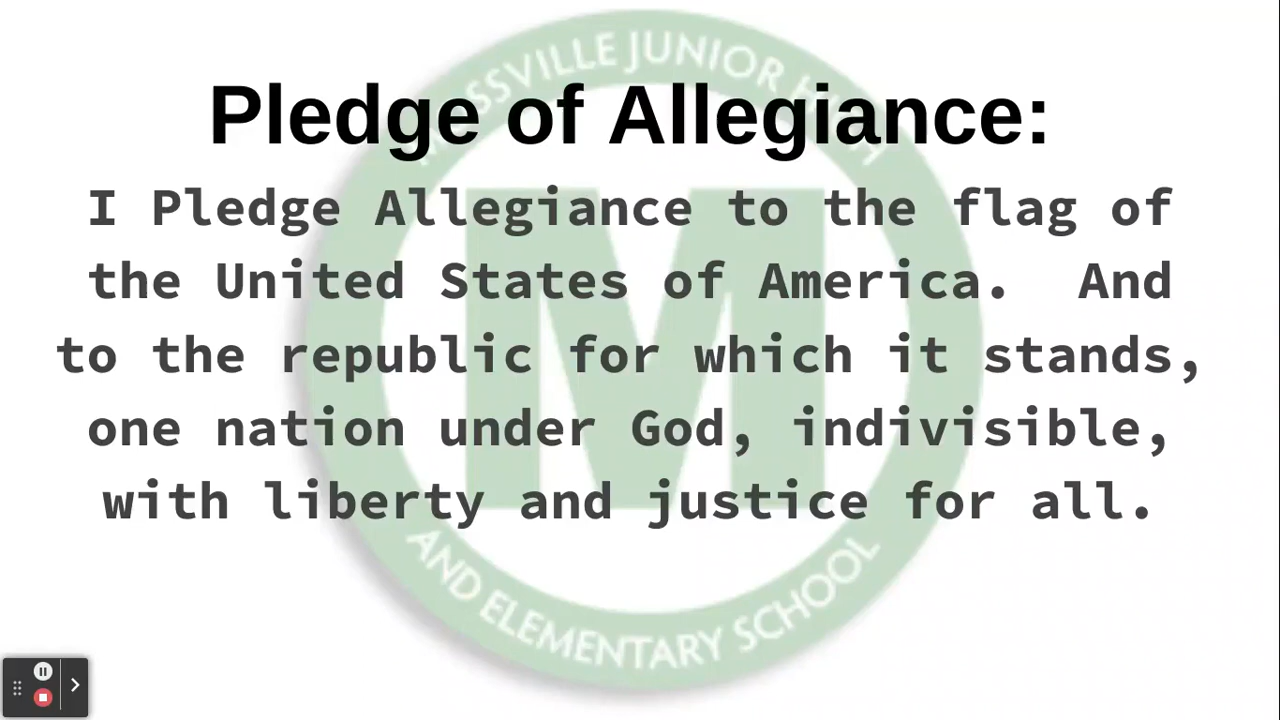 Pledge of Allegiance:
I Pledge Allegiance to the flag of
the United States of America.  And
to the republic for which it stands,
one nation under God, indivisible,
with liberty and justice for all.
JUNIOR
AND ELEMENTARY SCHOOL
M